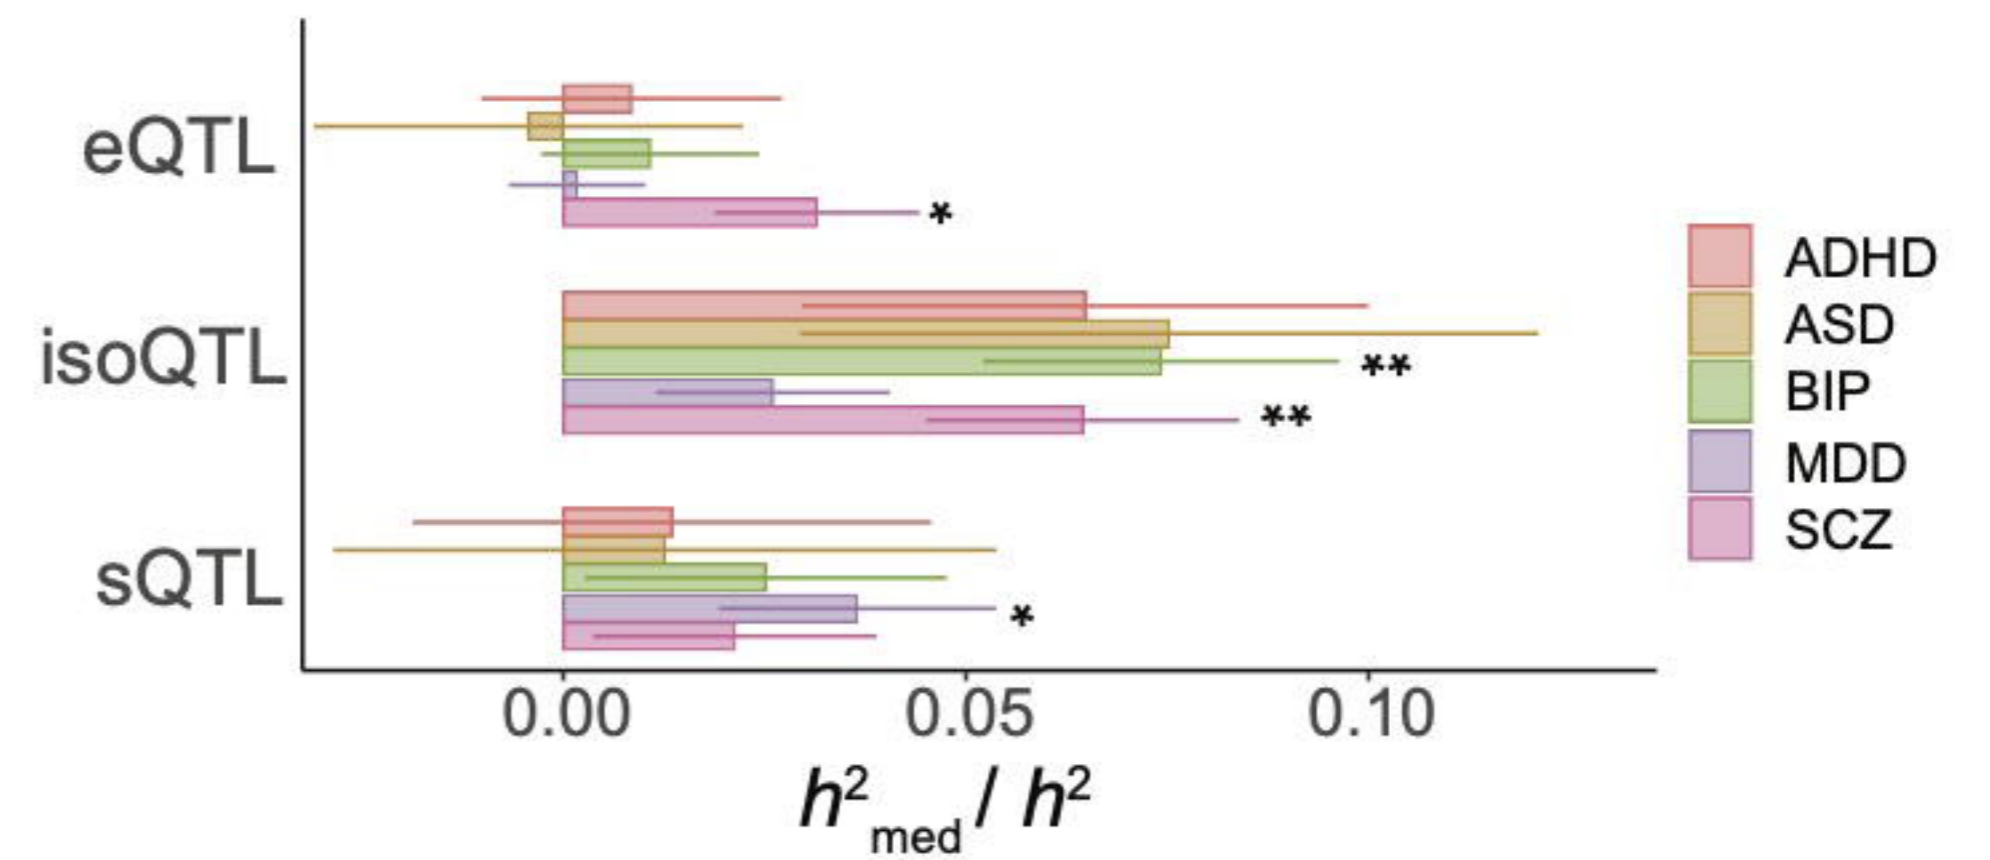 eQTL
*
isoQTL
**
**
sQTL
*
0.00 0.05 0.10
h²med / h²
ADHD
ASD
BIP
MDD
SCZ